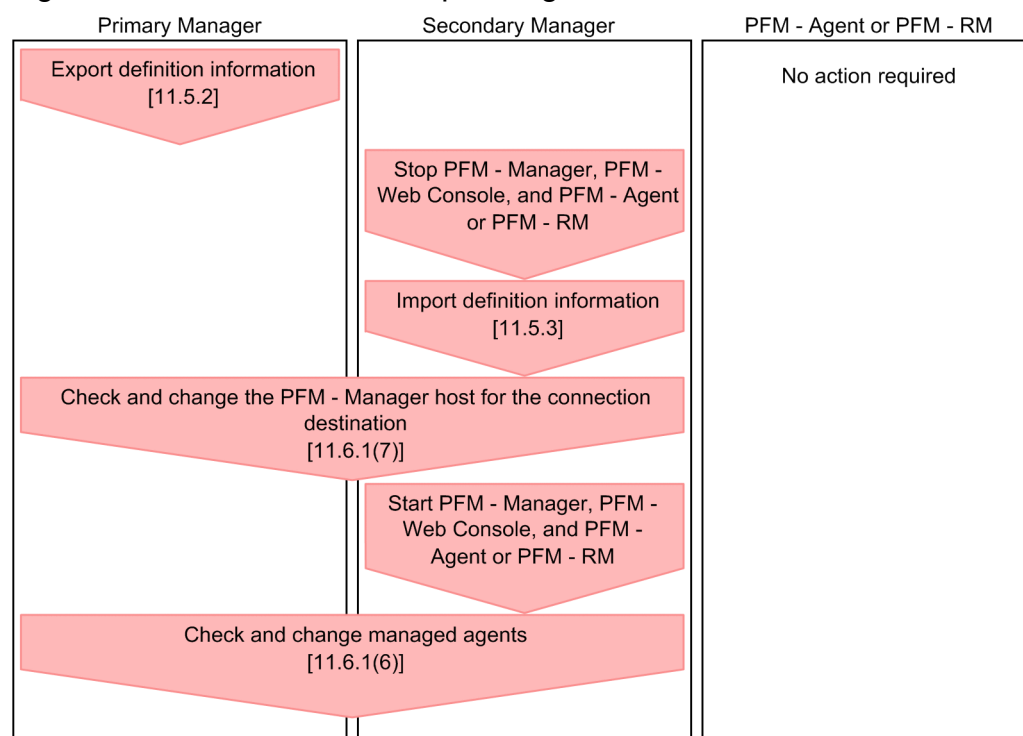 Primary Manager
Secondary Manager
PFM - Agent or PFM - RM
Export definition information
[11.5.2]
No action required
Stop PFM - Manager, PFM -
Web Console, and PFM - Agent
or PFM - RM
Import definition information
[11.5.3]
Check and change the PFM - Manager host for the connection
destination
[11.6.1(7)]
Start PFM - Manager, PFM -
Web Console, and PFM -
Agent or PFM - RM
Check and change managed agents
[11.6.1(6)]